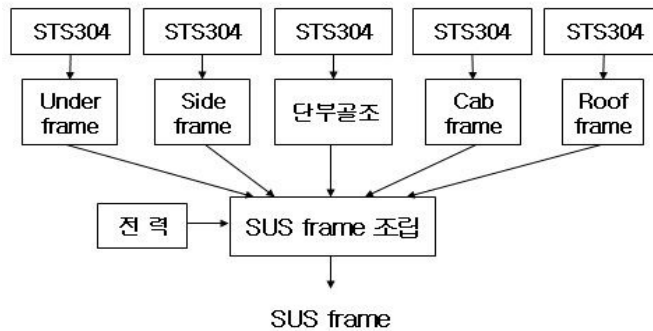 STS304
STS304
STS304
STS304
STS304
Under
frame
Side
frame
단부골조
Cab
frame
Roof
frame
전 력
SUS frame 조립
SUS frame